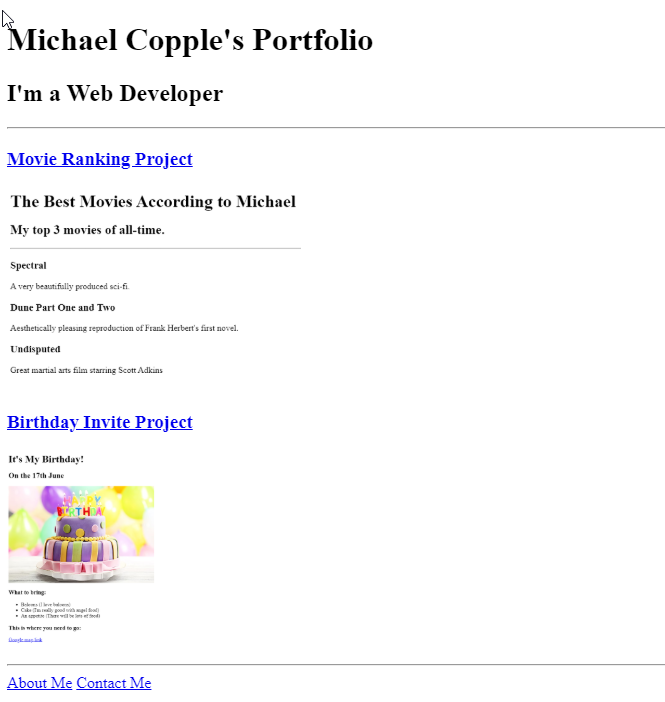 Michael Copple's Portfolio
I'm a Web Developer
Movie Ranking Project
The Best Movies According to Michael
My top 3 movies of all-time.
Spectral
A very beautifully produced sci-fi.
Dune Part One and Two
Aesthetically pleasing reproduction of Frank Herbert's first novel.
Undisputed
Great martial arts film starring Scott Adkins
Birthday Invite Project
It's My Birthday!
On the 17th June
HAPPY
BIRTHDAY
What to bring:
Baloons (I love baloons)
Cake (I'm really good with angel food)
An appetite (There will be lots of food)
This is where you need to go:
Google map link
About Me Contact Me